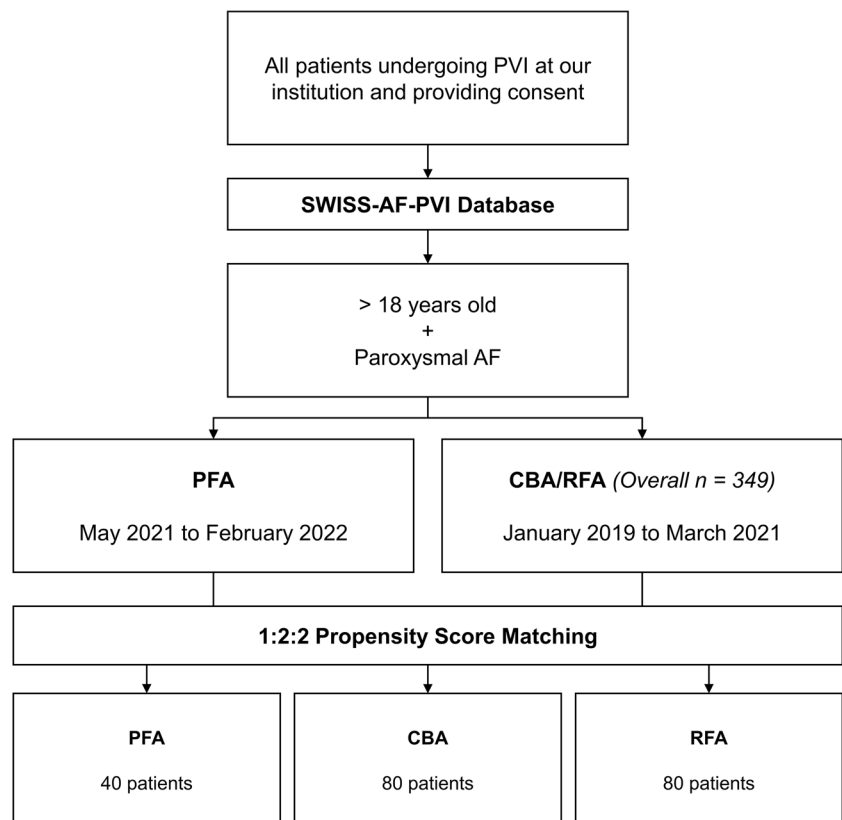 All patients undergoing PVI at our
institution and providing consent
SWISS-AF-PVI Database
> 18 years old
+
Paroxysmal AF
PFA
May 2021 to February 2022
CBA/RFA (Overall n = 349)
January 2019 to March 2021
1:2:2 Propensity Score Matching
PFA
40 patients
CBA
80 patients
RFA
80 patients